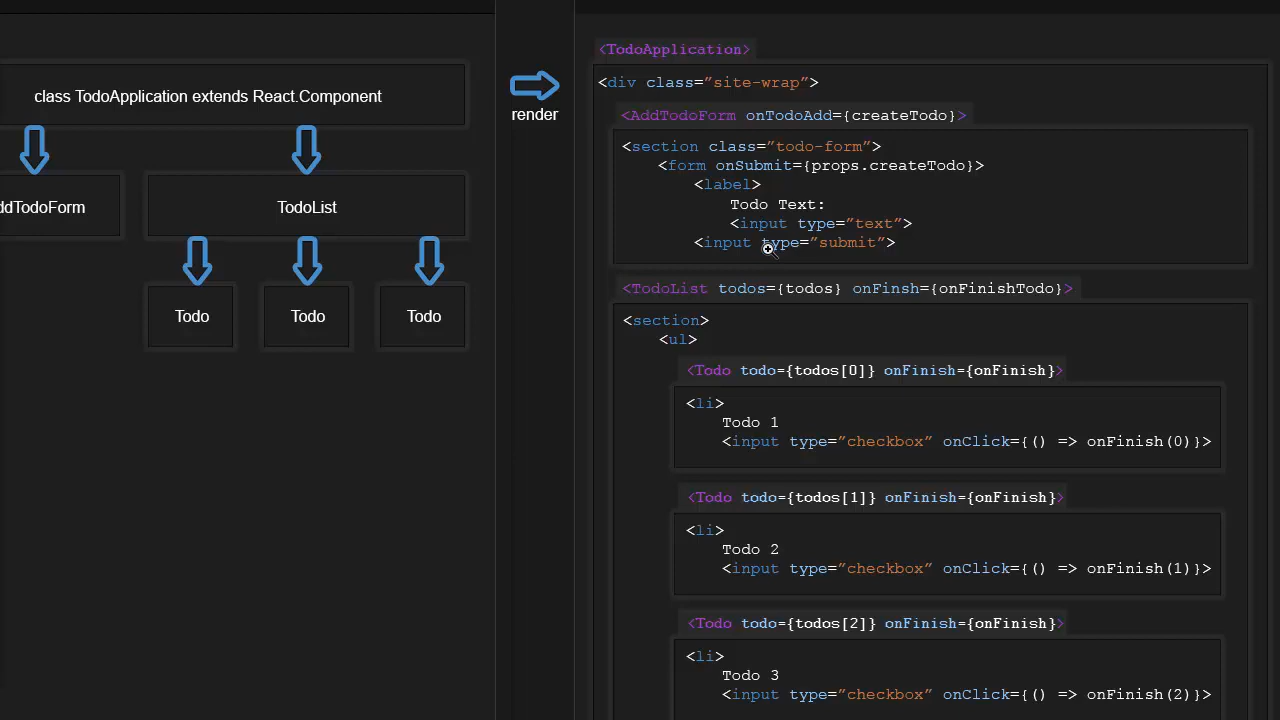 class TodoApplication extends React.Component
ddTodoForm
TodoList
Todo
Todo
Todo
render
<TodoApplication>
<div class=”site-wrap”>
<AddTodoForm onTodoAdd={createTodo}>
<section class=”todo-form”>
<form onSubmit={props.createTodo}>
<label>
Todo Text:
<input type=”text”>
<input type=”submit”>
<TodoList todos={todos} onFinsh={onFinishTodo}>
<section>
<ul>
<Todo todo={todos[0]} onFinish={onFinish}>
<li>
Todo 1
<input type=”checkbox” onClick={() => onFinish(0)}>
<Todo todo={todos[1]} onFinish={onFinish}>
<li>
Todo 2
<input type=”checkbox” onClick={() => onFinish(1)}>
<Todo todo={todos[2]} onFinish={onFinish}>
<li>
Todo 3
<input type=”checkbox” onClick={() => onFinish(2)}>